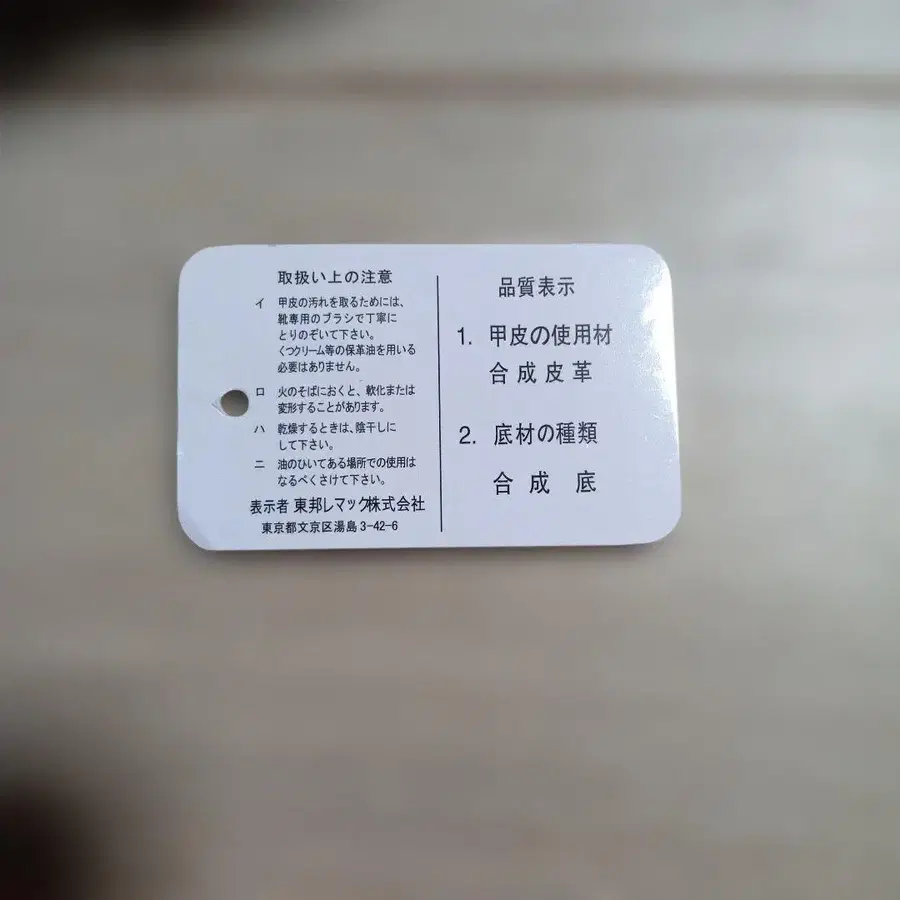 取扱い上の注意
イ 甲皮の汚れを取るためには、
靴専用のブラシで丁寧に
とりのぞいて下さい。
くつクリーム等の保革油を用いる
必要はありません。
ロ 火のそばにおくと、軟化または
変形することがあります。
ハ 乾燥するときは、陰干しに
して下さい。
ニ 油のひいてある場所での使用は
なるべくさけて下さい。
表示者 東邦レマック株式会社
東京都文京区湯島3-42-6
品質表示
1. 甲皮の使用材
合成皮革
2. 底材の種類
合成 底